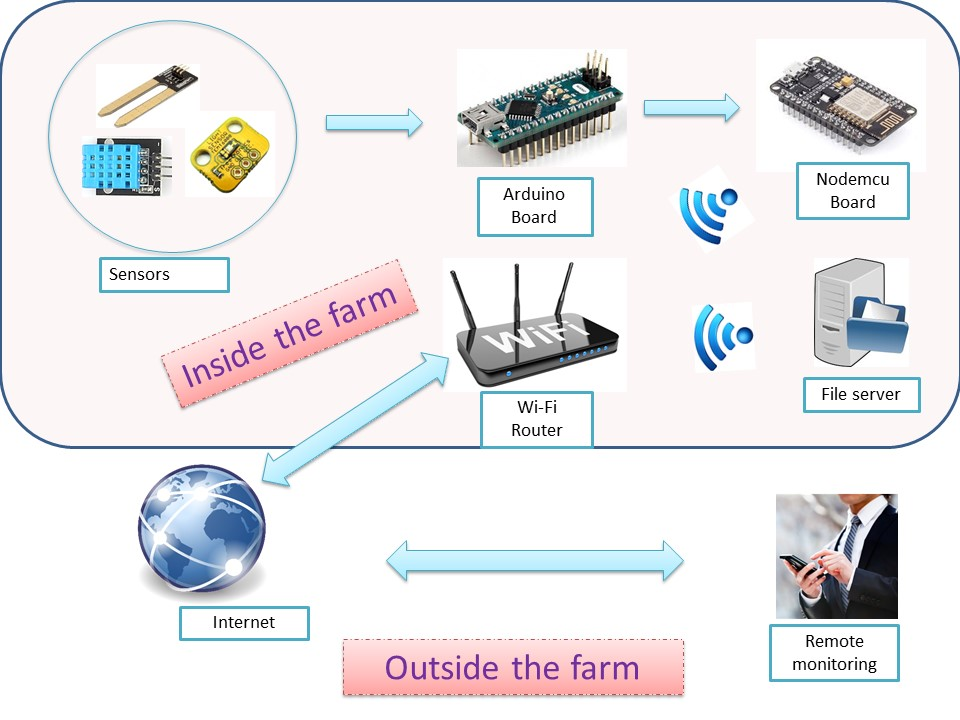 Arduino
Board
Nodemcu
Board
Sensors
Inside the farm
WiFi
Wi-Fi
Router
File server
Internet
Remote
monitoring
Outside the farm